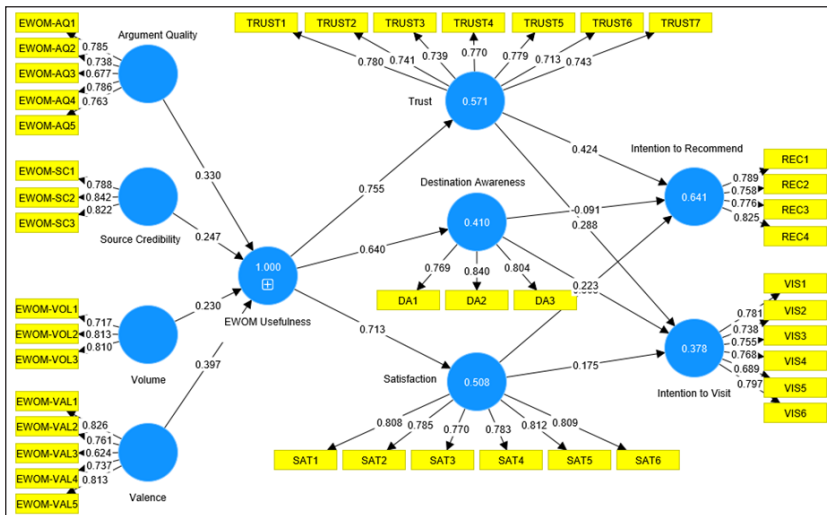 EWOM-AQ1
EWOM-AQ2
EWOM-AQ3
EWOM-AQ4
EWOM-AQ5
0.785
0.738
0.677
0.786
0.763
Argument Quality
EWOM-SC1
EWOM-SC2
EWOM-SC3
0.788
0.842
0.822
Source Credibility
EWOM-VOL1
EWOM-VOL2
EWOM-VOL3
0.717
0.813
0.810
Volume
EWOM-VAL1
EWOM-VAL2
EWOM-VAL3
EWOM-VAL4
EWOM-VAL5
0.826
0.761
0.624
0.737
0.813
Valence
0.330
0.247
0.230
0.397
1.000
EWOM Usefulness
0.755
0.640
0.713
TRUST1
TRUST2
TRUST3
TRUST4
TRUST5
TRUST6
TRUST7
0.780
0.741
0.739
0.770
0.779
0.713
0.743
Trust
0.571
Destination Awareness
0.410
0.769
0.840
0.804
DA1
DA2
DA3
Satisfaction
0.508
0.808
0.785
0.770
0.783
0.812
0.809
SAT1
SAT2
SAT3
SAT4
SAT5
SAT6
0.424
-0.091
0.288
0.223
0.175
Intention to Recommend
0.641
0.789
0.758
0.776
0.825
REC1
REC2
REC3
REC4
0.378
Intention to Visit
0.781
0.738
0.755
0.768
0.689
0.797
VIS1
VIS2
VIS3
VIS4
VIS5
VIS6